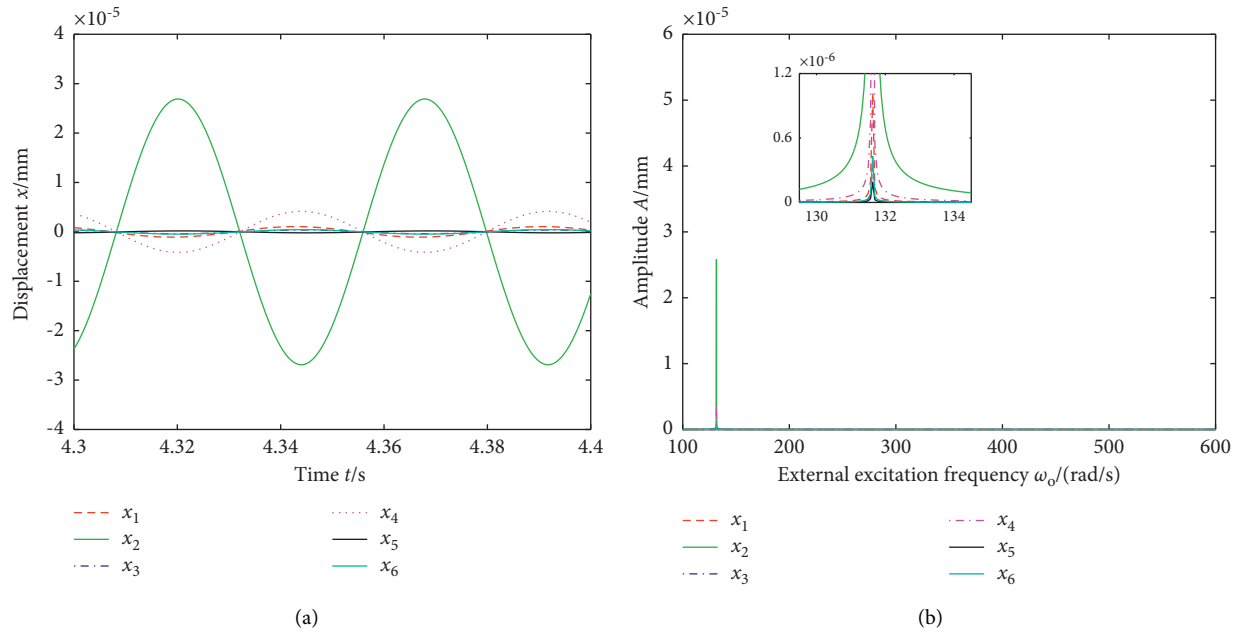 ×10⁻⁵
4
3
2
1
0
-1
-2
-3
-4
Displacement x/mm
4.3 4.32 4.34 4.36 4.38 4.4
Time t/s
x₁ x₄
x₂ x₅
x₃ x₆
(a)
×10⁻⁵
6
5
4
3
2
1
0
Amplitude A/mm
×10⁻⁶
1.2
0.6
0
130 132 134
100 200 300 400 500 600
External excitation frequency ωₒ/(rad/s)
x₁ x₄
x₂ x₅
x₃ x₆
(b)